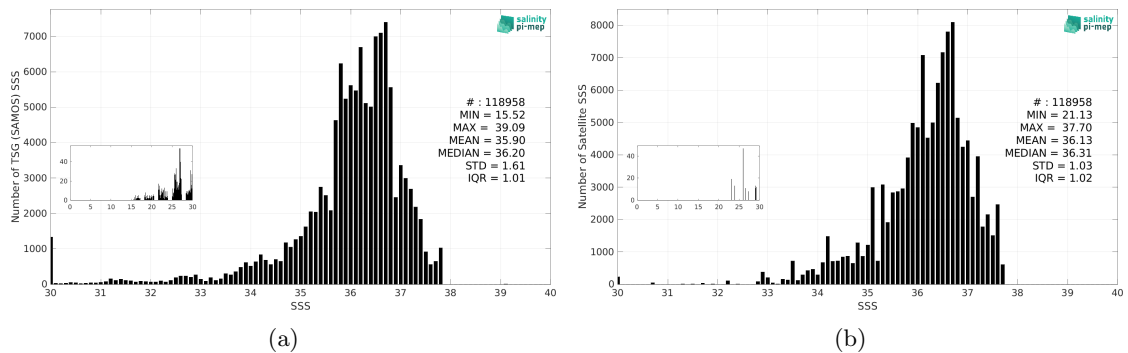 salinity
pi-mep
Number of TSG (SAMOS) SSS
7000
6000
5000
4000
3000
2000
1000
0
# : 118958
MIN = 15.52
MAX = 39.09
MEAN = 35.90
MEDIAN = 36.20
STD = 1.61
IQR = 1.01
40
20
0
0 5 10 15 20 25 30
30 31 32 33 34 35 36 37 38 39 40
SSS
(a)
salinity
pi-mep
Number of Satellite SSS
8000
7000
6000
5000
4000
3000
2000
1000
0
# : 118958
MIN = 21.13
MAX = 37.70
MEAN = 36.13
MEDIAN = 36.31
STD = 1.03
IQR = 1.02
40
20
0
0 5 10 15 20 25 30
30 31 32 33 34 35 36 37 38 39 40
SSS
(b)